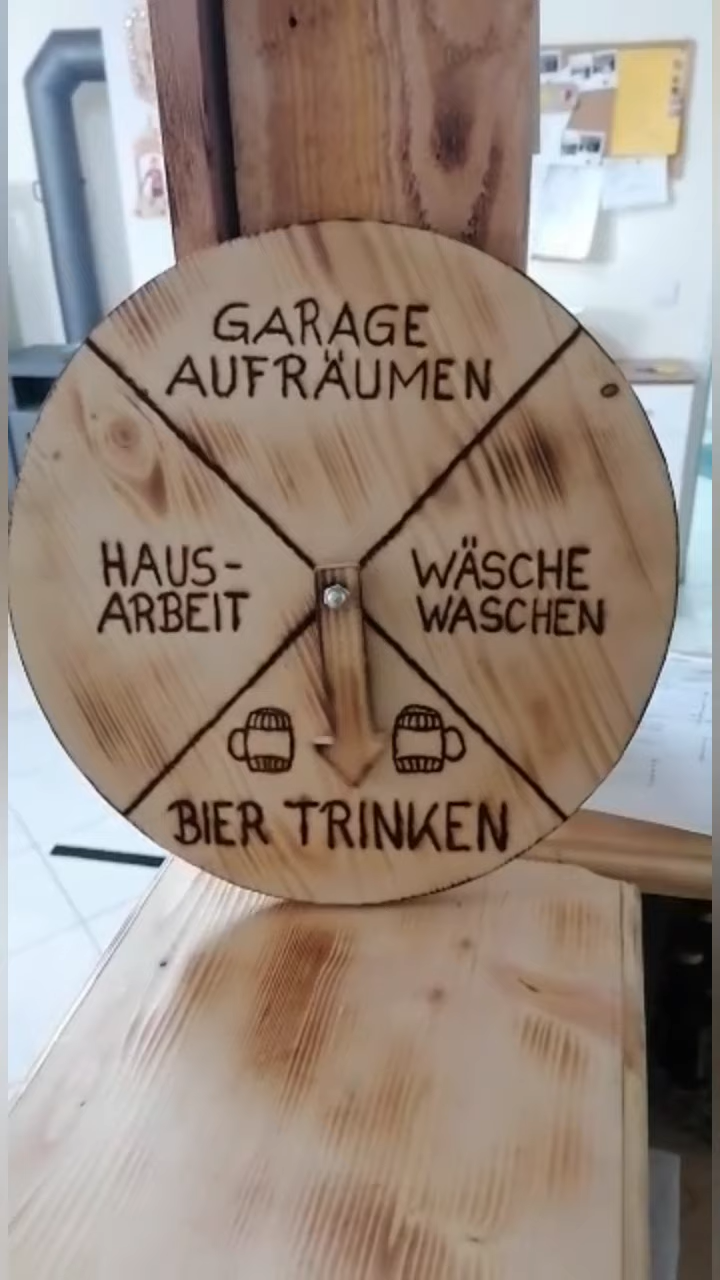 GARAGE
AUFRÄUMEN
HAUS-
ARBEIT
WÄSCHE
WASCHEN
BIER TRINKEN